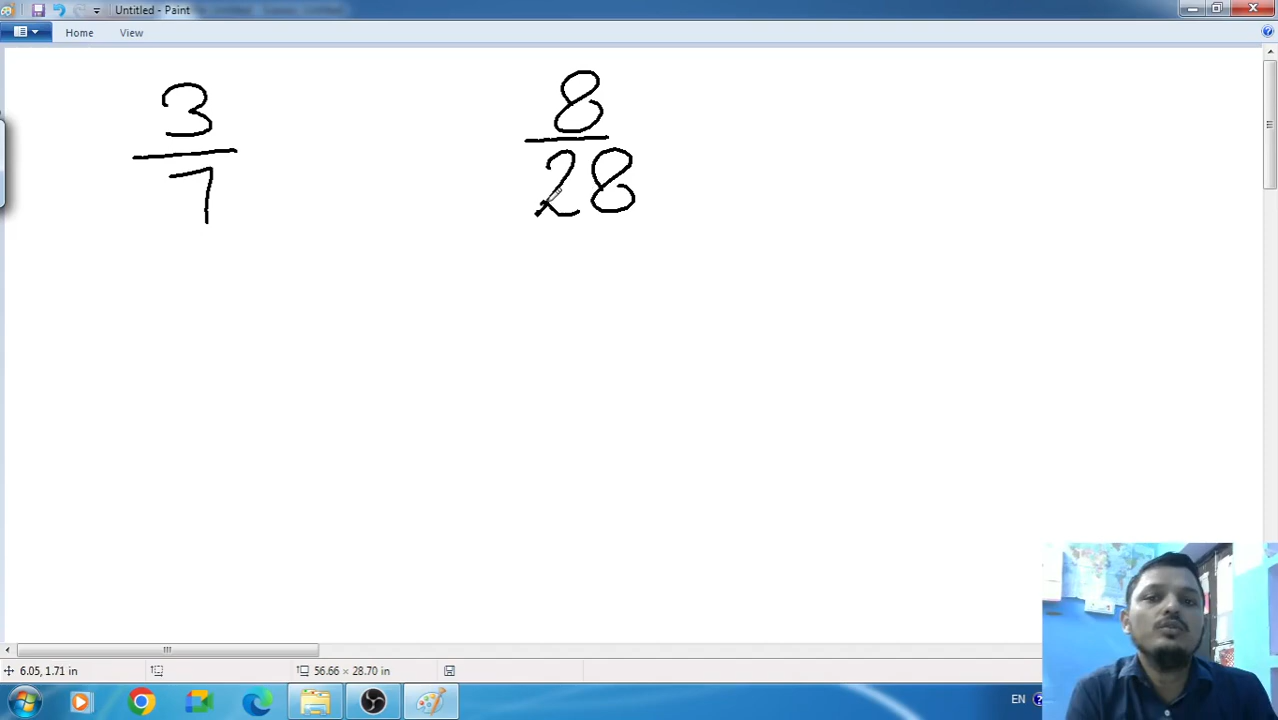 Untitled - Paint
Home View
3
7
8
28
6.05, 1.71 in
56.66 × 28.70 in
EN